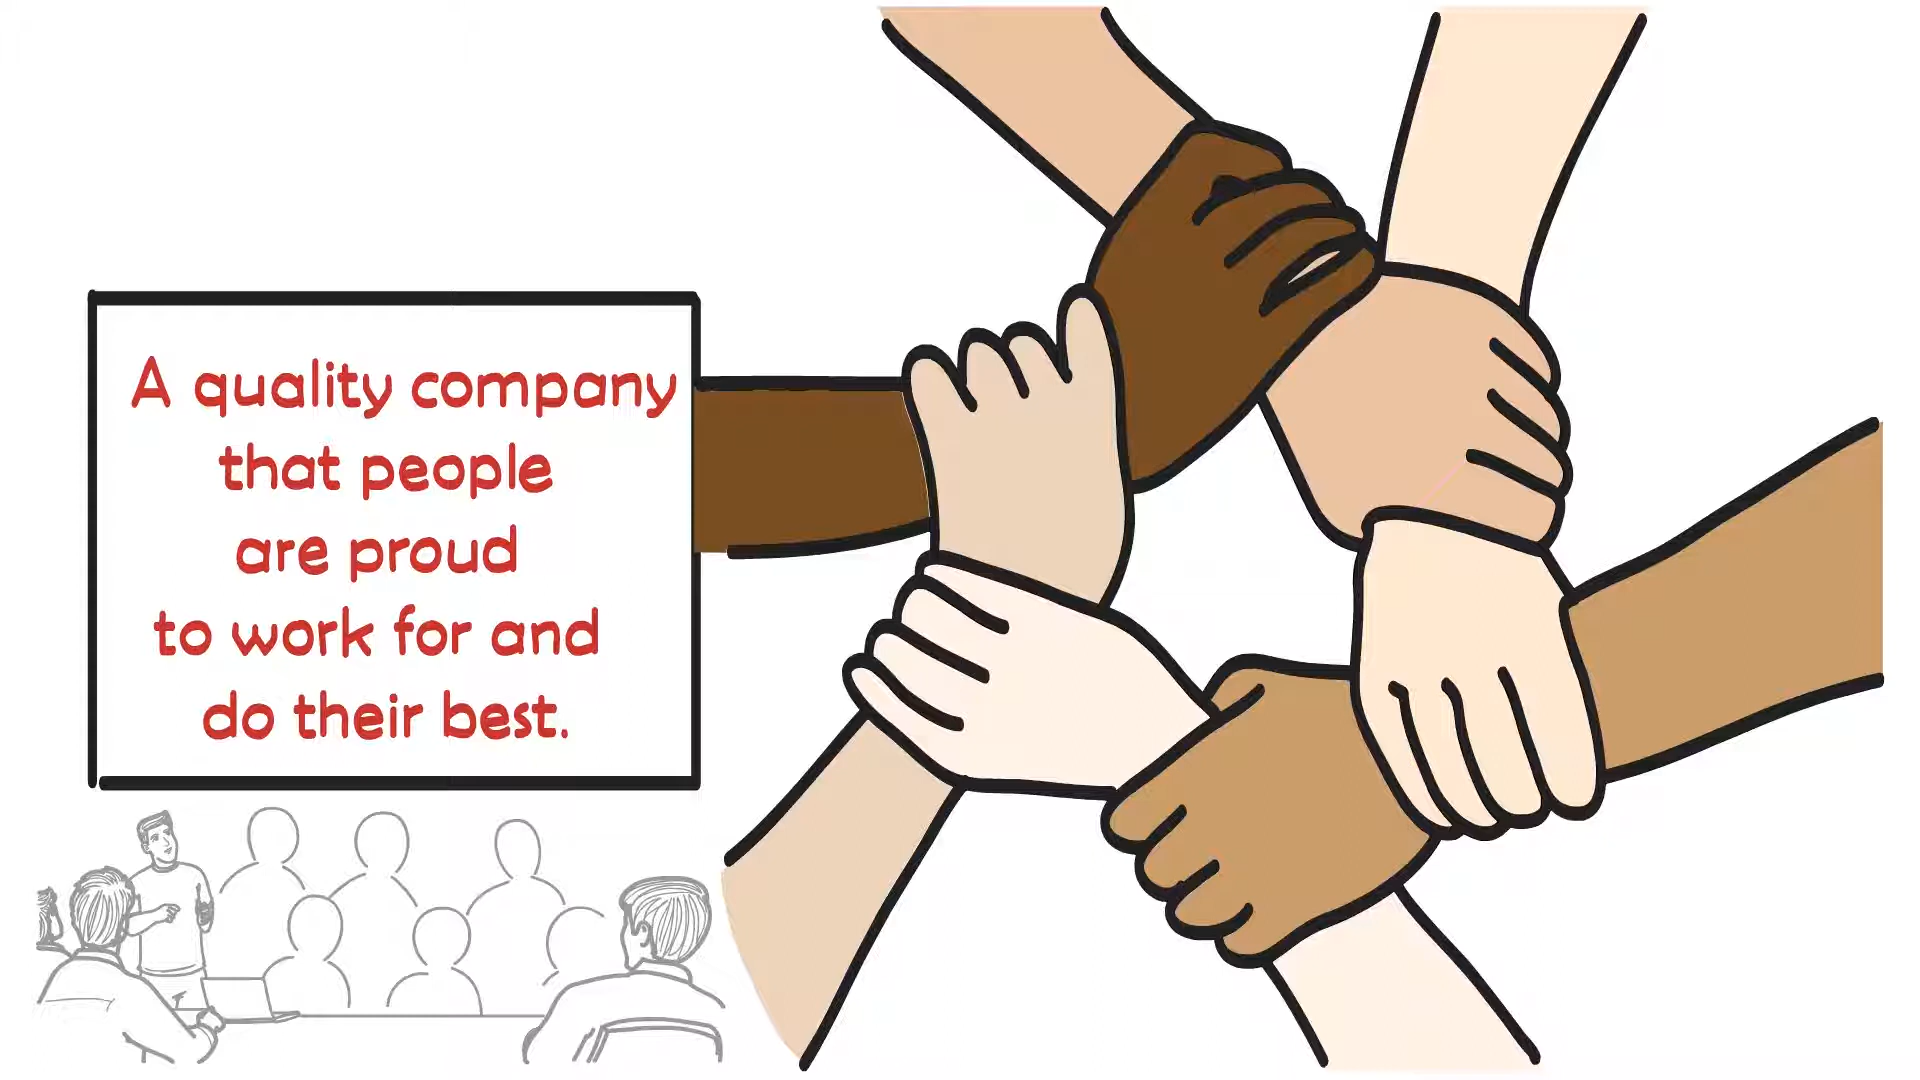 A quality company
that people
are proud
to work for and
do their best.